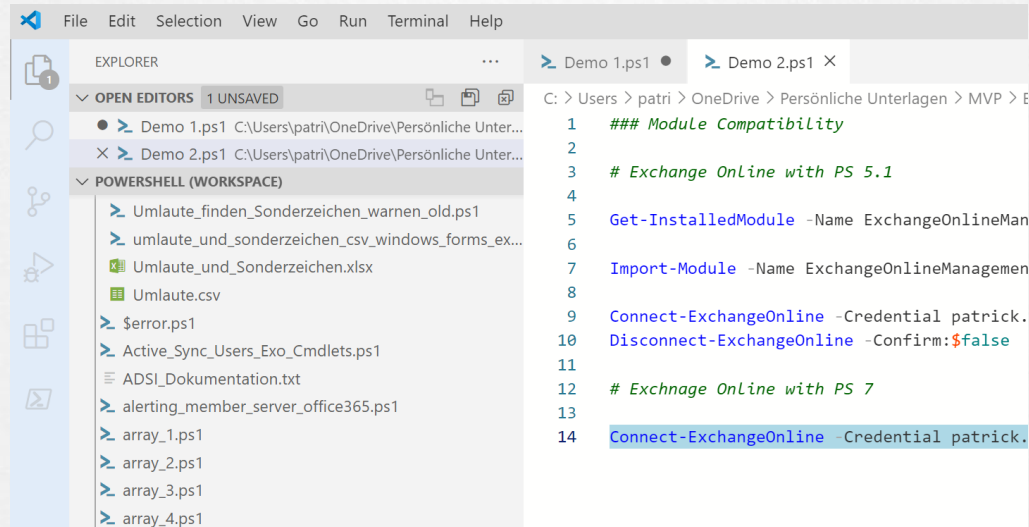 File Edit Selection View Go Run Terminal Help
EXPLORER ...
OPEN EDITORS 1 UNSAVED
Demo 1.ps1 C:\Users\patri\OneDrive\Persönliche Unter...
Demo 2.ps1 C:\Users\patri\OneDrive\Persönliche Unter...
POWERSHELL (WORKSPACE)
Umlaute_finden_Sonderzeichen_warnen_old.ps1
umlaute_und_sonderzeichen_csv_windows_forms_ex...
Umlaute_und_Sonderzeichen.xlsx
Umlaute.csv
$error.ps1
Active_Sync_Users_Exo_Cmdlets.ps1
ADSI_Dokumentation.txt
alerting_member_server_office365.ps1
array_1.ps1
array_2.ps1
array_3.ps1
array_4.ps1
1
Demo 1.ps1 Demo 2.ps1
C: > Users > patri > OneDrive > Persönliche Unterlagen > MVP > E
1 ### Module Compatibility
2
3 # Exchange Online with PS 5.1
4
5 Get-InstalledModule -Name ExchangeOnlineMan
6
7 Import-Module -Name ExchangeOnlineManagemen
8
9 Connect-ExchangeOnline -Credential patrick.
10 Disconnect-ExchangeOnline -Confirm:$false
11
12 # Exchnage Online with PS 7
13
14 Connect-ExchangeOnline -Credential patrick.